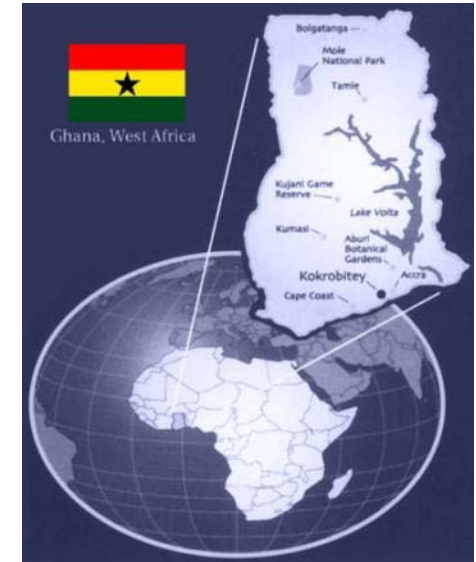 Bolgatanga
Mole
National Park
Tamle
Ghana, West Africa
Kujani Game
Reserve
Lake Volta
Kumasi
Aburi
Botanical
Gardens
Kokrobitey
Accra
Cape Coast